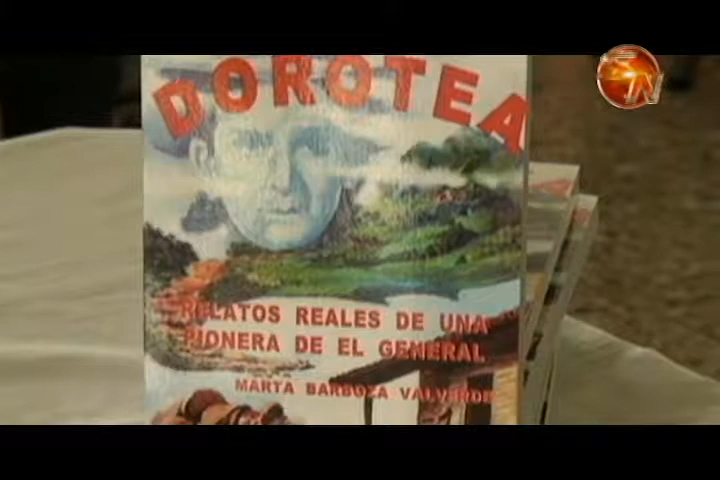 DOROTEA
RELATOS REALES DE UNA
PIONERA DE EL GENERAL
MARTA BARBOZA VALVERDE